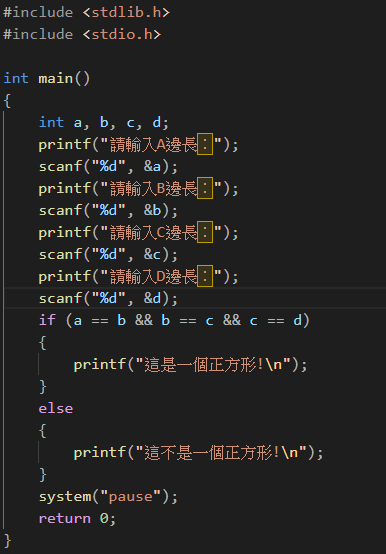 #include <stdlib.h>
#include <stdio.h>
int main()
{
int a, b, c, d;
printf("請輸入A邊長：");
scanf("%d", &a);
printf("請輸入B邊長：");
scanf("%d", &b);
printf("請輸入C邊長：");
scanf("%d", &c);
printf("請輸入D邊長：");
scanf("%d", &d);
if (a == b && b == c && c == d)
{
printf("這是一個正方形!\n");
}
else
{
printf("這不是一個正方形!\n");
}
system("pause");
return 0;
}